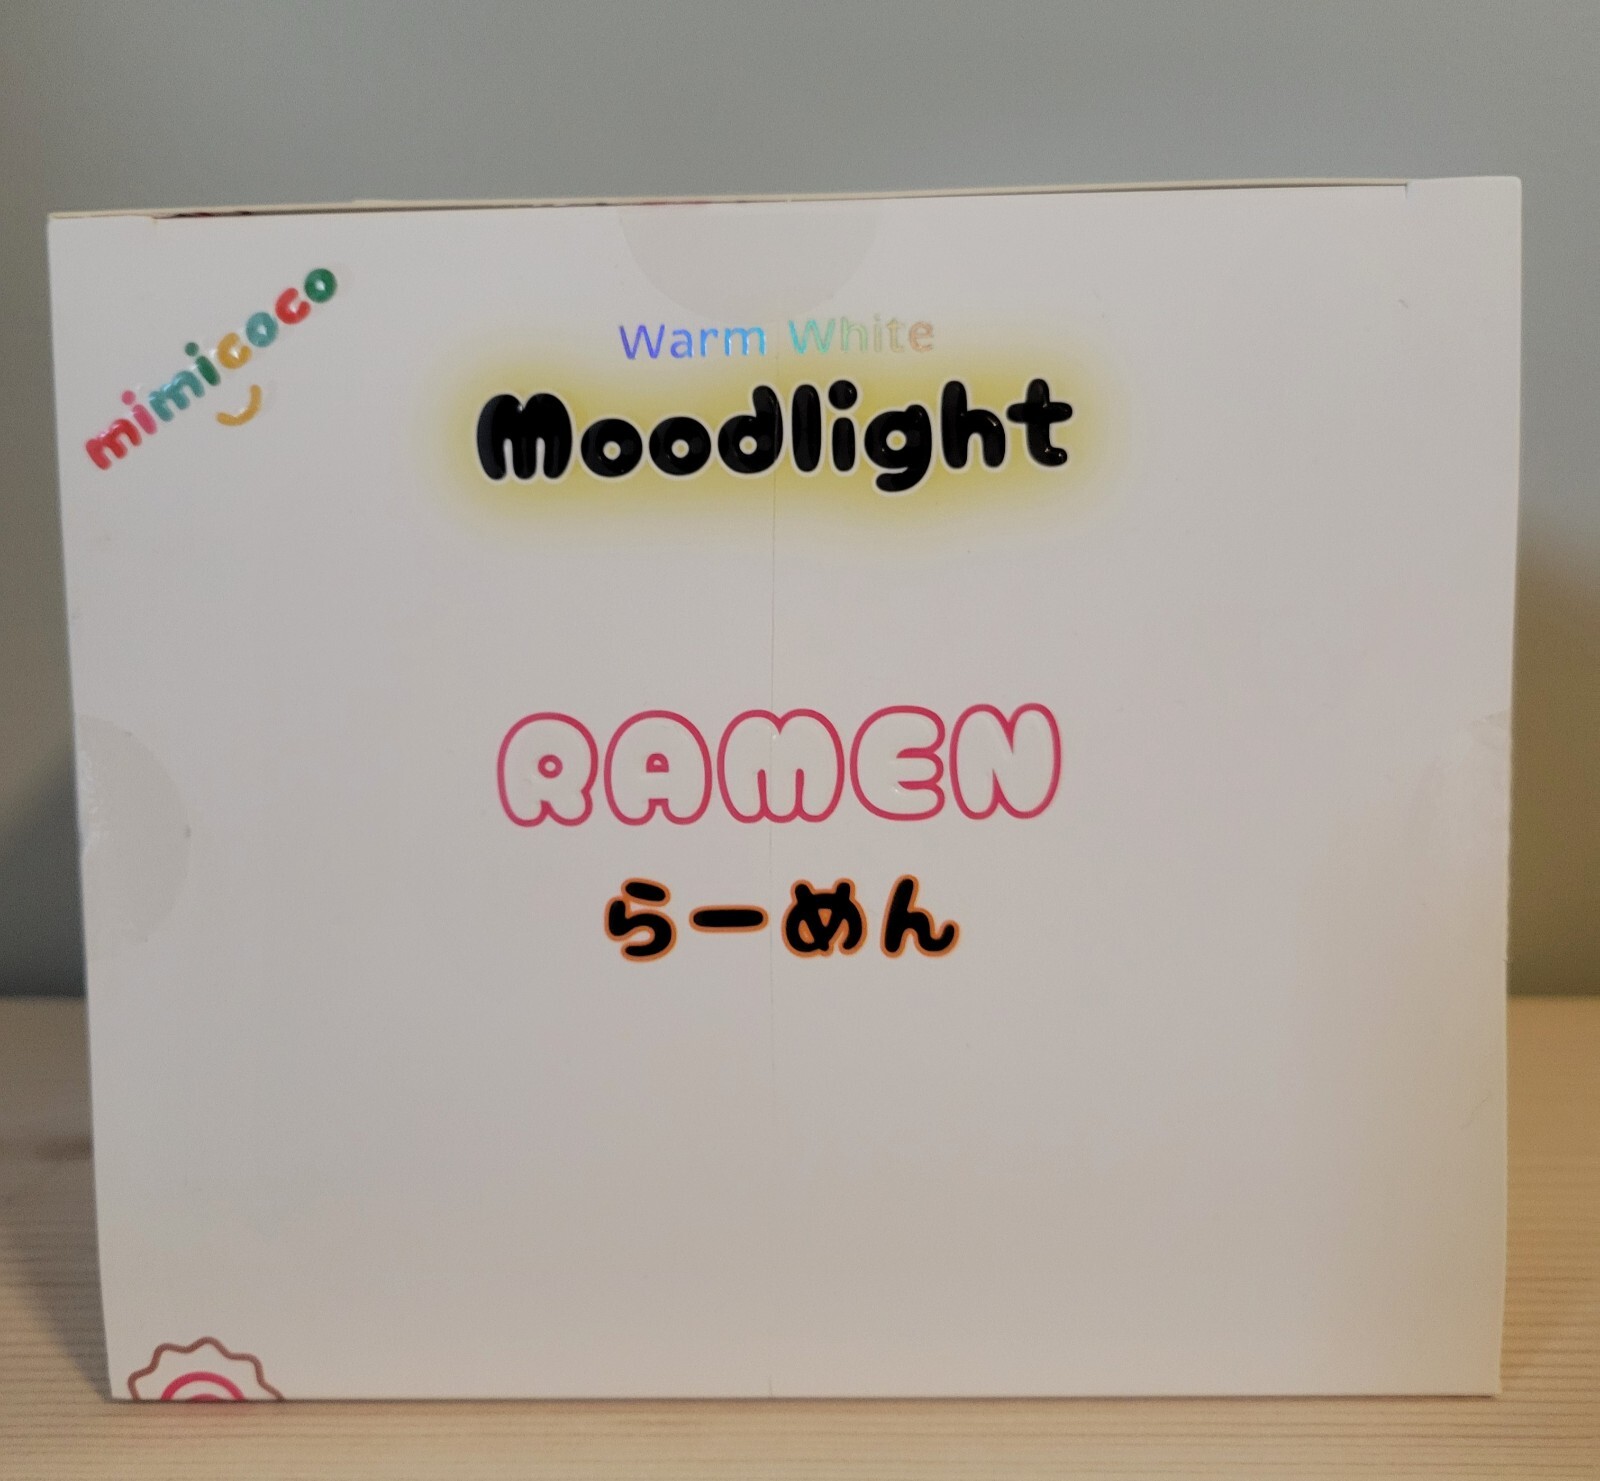 mimicoco
Warm White
Moodlight
RAMEN
らーめん